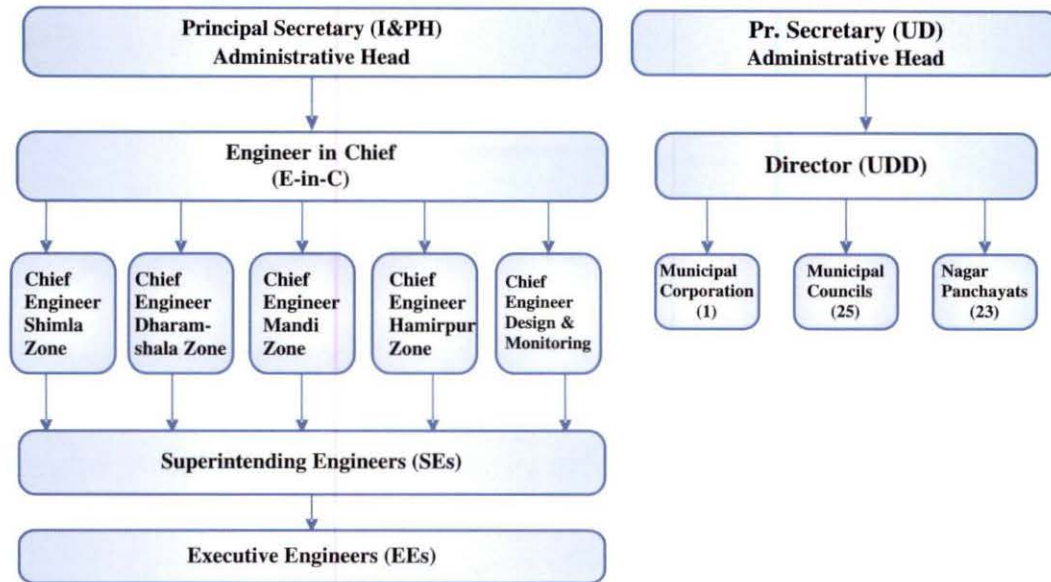 Principal Secretary (I&PH)
Administrative Head
Engineer in Chief
(E-in-C)
Chief
Engineer
Shimla
Zone
Chief
Engineer
Dharam-
shala Zone
Chief
Engineer
Mandi
Zone
Chief
Engineer
Hamirpur
Zone
Chief
Engineer
Design &
Monitoring
Superintending Engineers (SEs)
Executive Engineers (EEs)
Pr. Secretary (UD)
Administrative Head
Director (UDD)
Municipal
Corporation
(1)
Municipal
Councils
(25)
Nagar
Panchayats
(23)